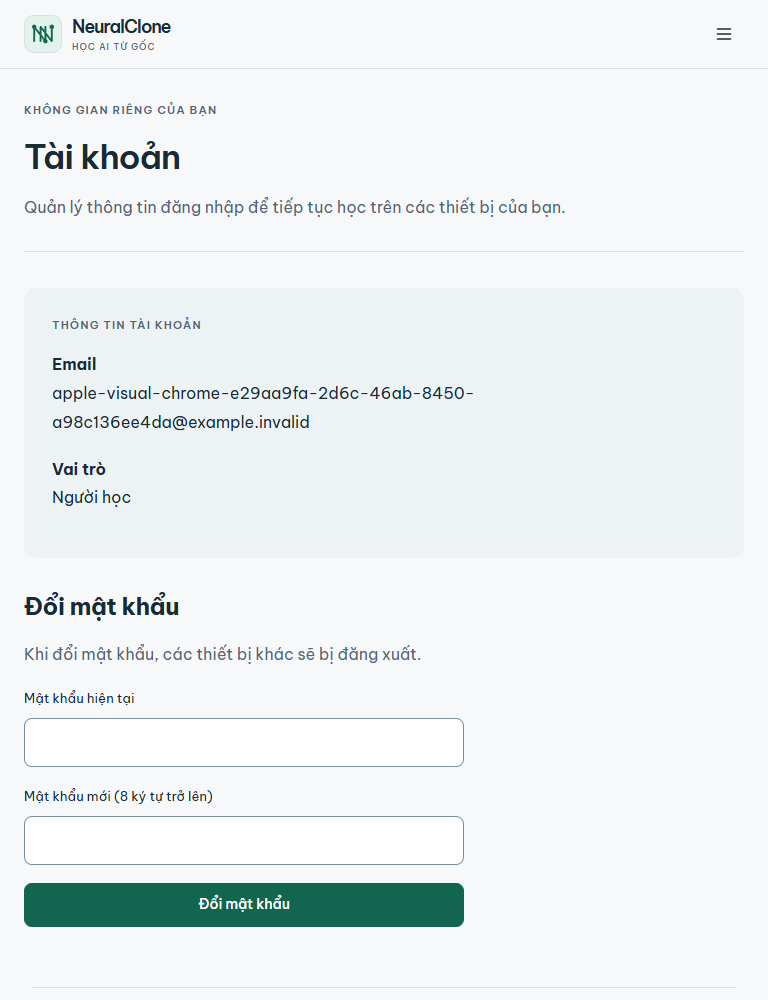 NeuralClone
HỌC AI TỪ GỐC
KHÔNG GIAN RIÊNG CỦA BẠN
Tài khoản
Quản lý thông tin đăng nhập để tiếp tục học trên các thiết bị của bạn.
THÔNG TIN TÀI KHOẢN
Email
apple-visual-chrome-e29aa9fa-2d6c-46ab-8450-
a98c136ee4da@example.invalid
Vai trò
Người học
Đổi mật khẩu
Khi đổi mật khẩu, các thiết bị khác sẽ bị đăng xuất.
Mật khẩu hiện tại
Mật khẩu mới (8 ký tự trở lên)
Đổi mật khẩu